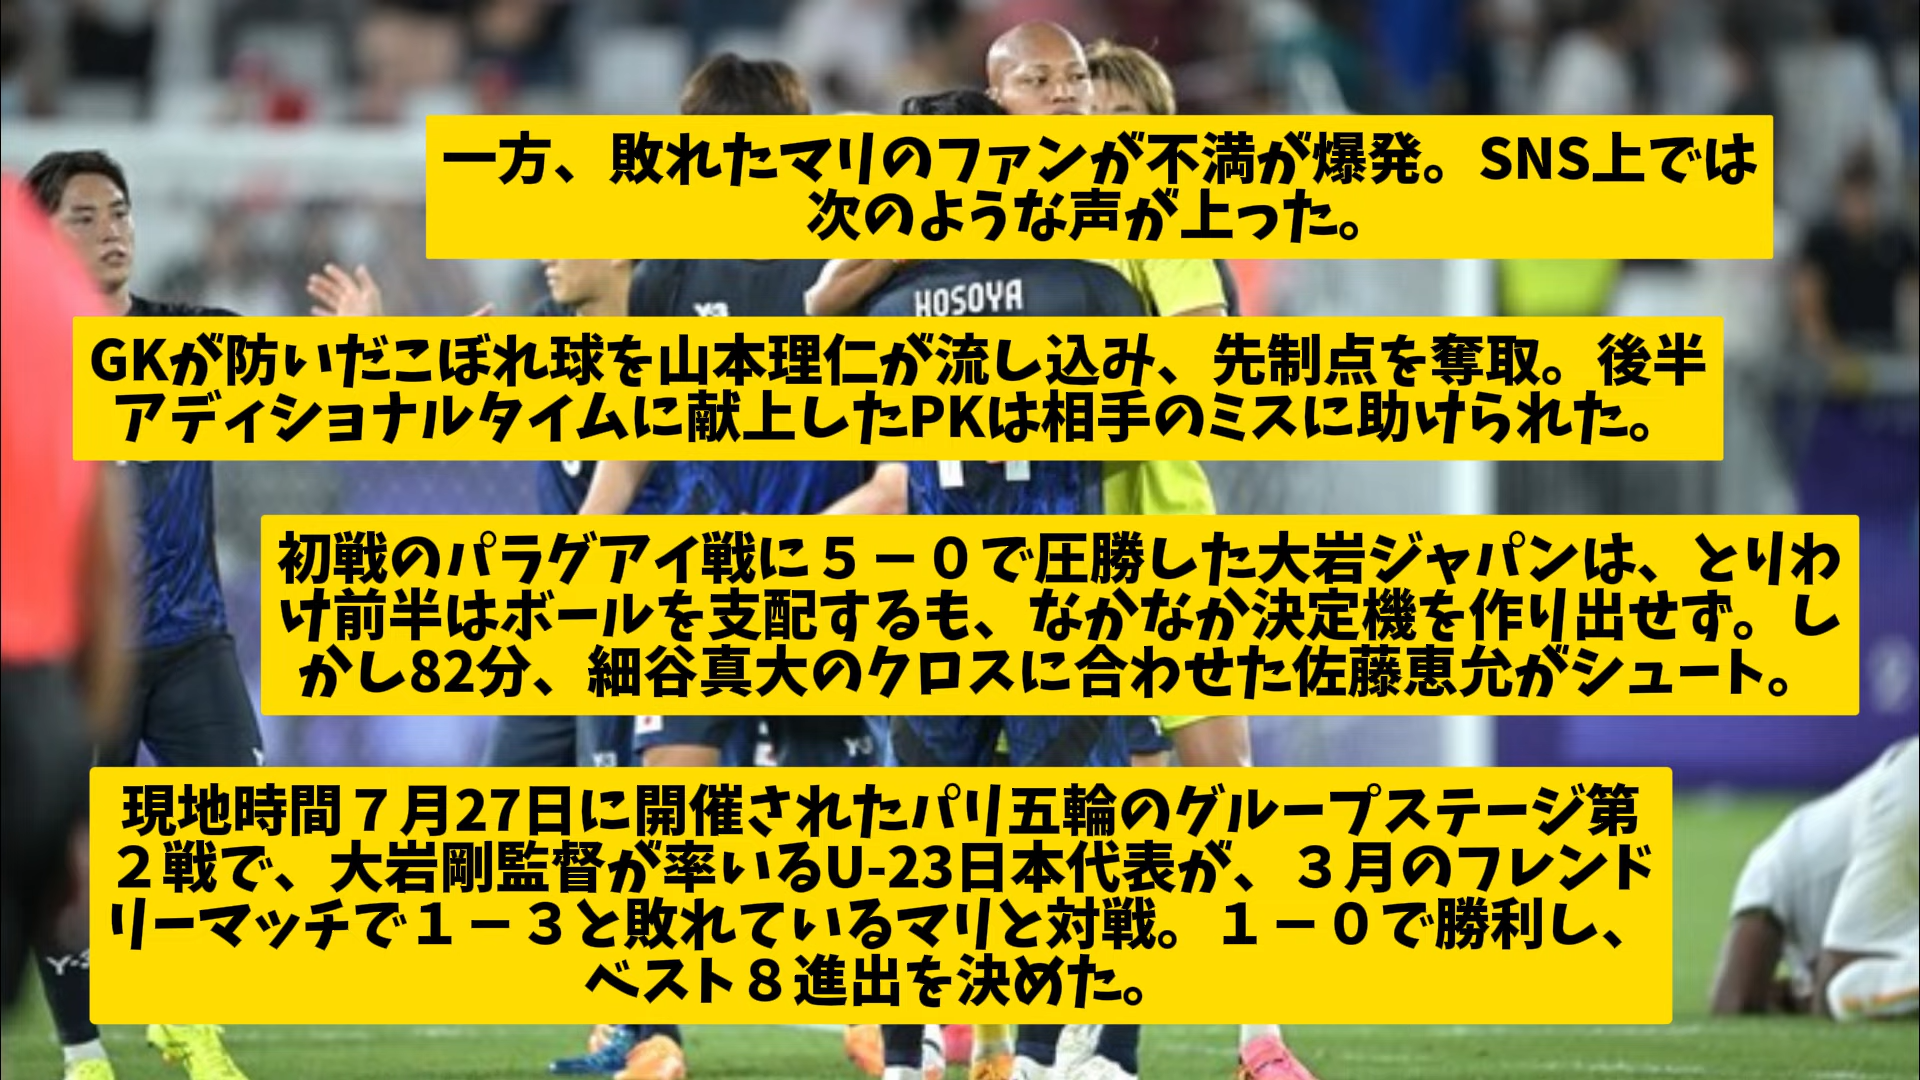 一方、敗れたマリのファンが不満が爆発。SNS上では
次のような声が上った。
HOSOYA
GKが防いだこぼれ球を山本理仁が流し込み、先制点を奪取。後半
アディショナルタイムに献上したPKは相手のミスに助けられた。
初戦のパラグアイ戦に５－０で圧勝した大岩ジャパンは、とりわ
け前半はボールを支配するも、なかなか決定機を作り出せず。し
かし82分、細谷真大のクロスに合わせた佐藤恵允がシュート。
Y-3
現地時間７月27日に開催されたパリ五輪のグループステージ第
２戦で、大岩剛監督が率いるU-23日本代表が、３月のフレンド
リーマッチで１－３と敗れているマリと対戦。１－０で勝利し、
ベスト８進出を決めた。